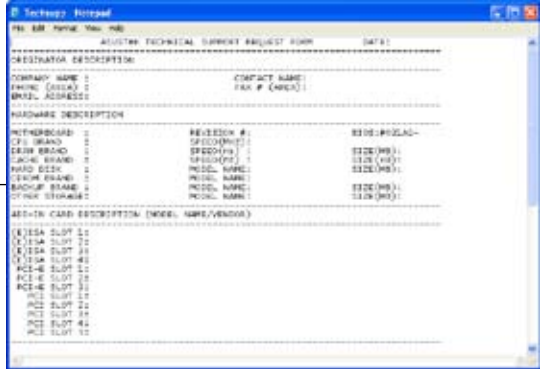 Techsupp - Notepad
File Edit Format View Help
ASUSTeK TECHNICAL SUPPORT REQUEST FORM DATE:
ORIGINATOR DESCRIPTION
COMPANY NAME : CONTACT NAME:
PHONE (AREA) : FAX # (AREA):
EMAIL ADDRESS:
HARDWARE DESCRIPTION
MOTHERBOARD : REVISION #: BIOS:
CPU BRAND : SPEED(MHz):
DRAM BRAND : SPEED(ns) : SIZE(MB):
CACHE BRAND : SPEED(ns) : SIZE(KB):
HARD DISK : MODEL NAME:
CDROM BRAND : MODEL NAME:
BACKUP BRAND : MODEL NAME: SIZE(MB):
OTHER STORAGE: MODEL NAME: SIZE(MB):
ADD-IN CARD DESCRIPTION (MODEL NAME/VENDOR)
(E)ISA SLOT 1:
(E)ISA SLOT 2:
(E)ISA SLOT 3:
(E)ISA SLOT 4:
PCI-E SLOT 1:
PCI-E SLOT 2:
PCI-E SLOT 3:
PCI SLOT 1:
PCI SLOT 2:
PCI SLOT 3:
PCI SLOT 4:
PCI SLOT 5: